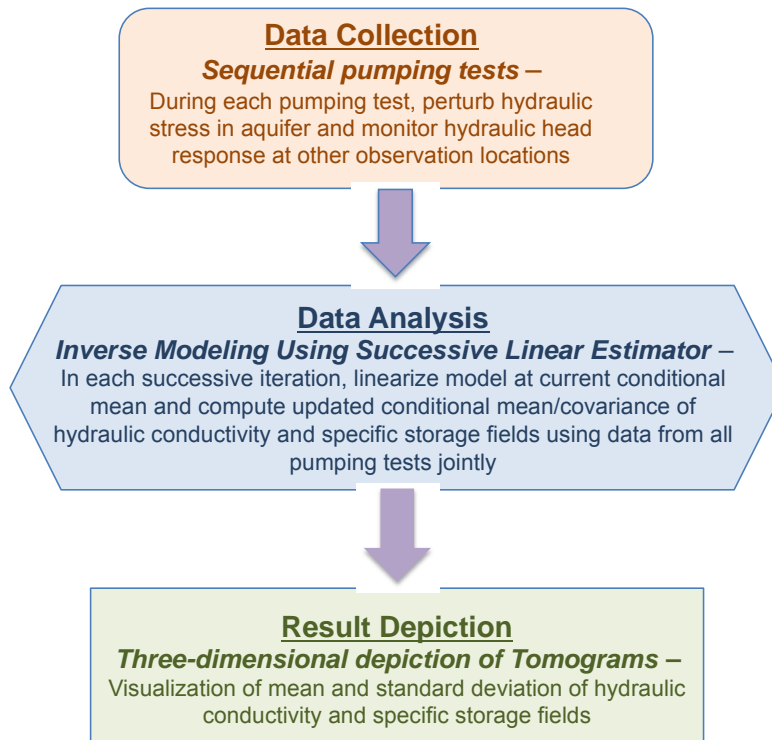 Data Collection
Sequential pumping tests –
During each pumping test, perturb hydraulic
stress in aquifer and monitor hydraulic head
response at other observation locations
Data Analysis
Inverse Modeling Using Successive Linear Estimator –
In each successive iteration, linearize model at current conditional
mean and compute updated conditional mean/covariance of
hydraulic conductivity and specific storage fields using data from all
pumping tests jointly
Result Depiction
Three-dimensional depiction of Tomograms –
Visualization of mean and standard deviation of hydraulic
conductivity and specific storage fields